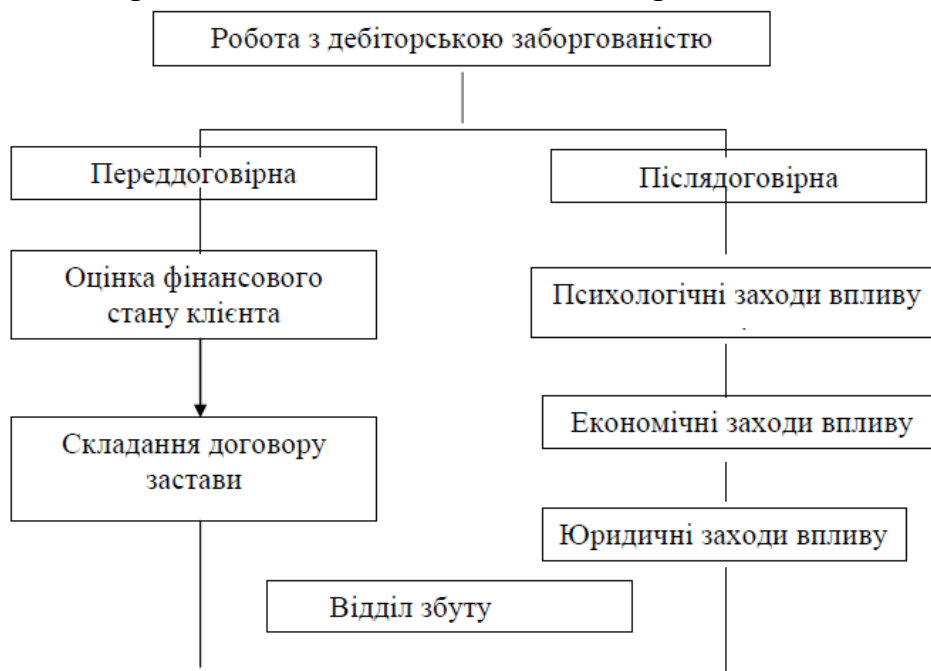 Робота з дебіторською заборгованістю
Переддоговірна
Післядоговірна
Оцінка фінансового
стану клієнта
Психологічні заходи впливу
.
Складання договору
застави
Економічні заходи впливу
Юридичні заходи впливу
Відділ збуту